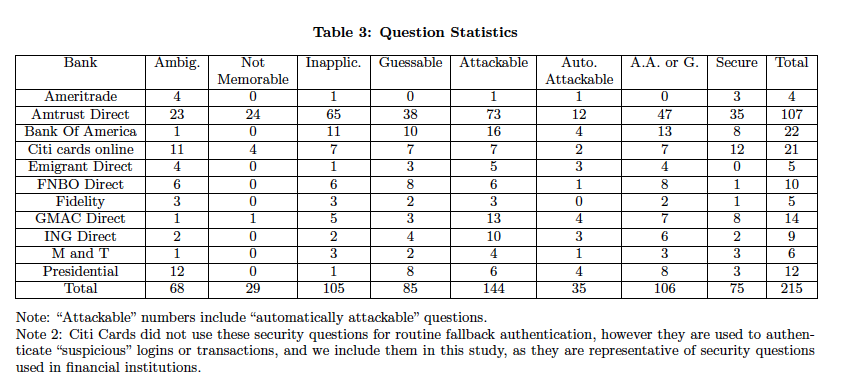 Table 3: Question Statistics
Bank Ambig. Not Memorable Inapplic. Guessable Attackable Auto. Attackable A.A. or G. Secure Total
Ameritrade 4 0 1 0 1 1 0 3 4
Amtrust Direct 23 24 65 38 73 12 47 35 107
Bank Of America 1 0 11 10 16 4 13 8 22
Citi cards online 11 4 7 7 7 2 7 12 21
Emigrant Direct 4 0 1 3 5 3 4 0 5
FNBO Direct 6 0 6 8 6 1 8 1 10
Fidelity 3 0 3 2 3 0 2 1 5
GMAC Direct 1 1 5 3 13 4 7 8 14
ING Direct 2 0 2 4 10 3 6 2 9
M and T 1 0 3 2 4 1 3 3 6
Presidential 12 0 1 8 6 4 8 3 12
Total 68 29 105 85 144 35 106 75 215
Note: “Attackable” numbers include “automatically attackable” questions.
Note 2: Citi Cards did not use these security questions for routine fallback authentication, however they are used to authen-
ticate “suspicious” logins or transactions, and we include them in this study, as they are representative of security questions
used in financial institutions.